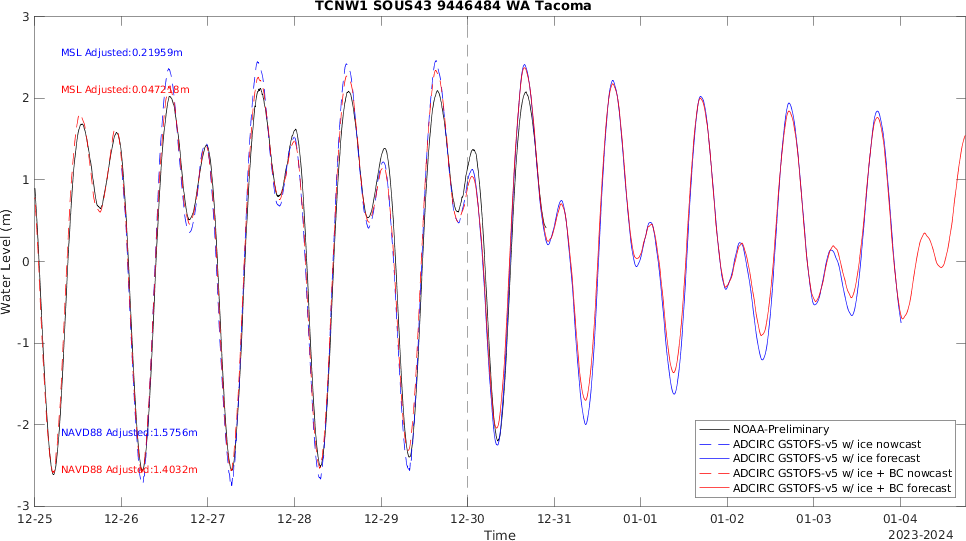 TCNW1 SOUS43 9446484 WA Tacoma
3
MSL Adjusted:0.21959m
2
MSL Adjusted:0.047218m
1
0
-1
-2
NAVD88 Adjusted:1.5756m
NAVD88 Adjusted:1.4032m
-3
Water Level (m)
NOAA-Preliminary
ADCIRC GSTOFS-v5 w/ ice nowcast
ADCIRC GSTOFS-v5 w/ ice forecast
ADCIRC GSTOFS-v5 w/ ice + BC nowcast
ADCIRC GSTOFS-v5 w/ ice + BC forecast
12-25 12-26 12-27 12-28 12-29 12-30 12-31 01-01 01-02 01-03 01-04
Time
2023-2024